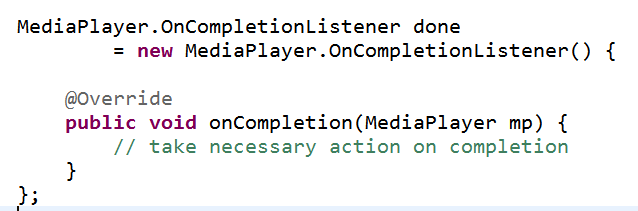 MediaPlayer.OnCompletionListener done
        = new MediaPlayer.OnCompletionListener() {
    @Override
    public void onCompletion(MediaPlayer mp) {
        // take necessary action on completion
    }
};